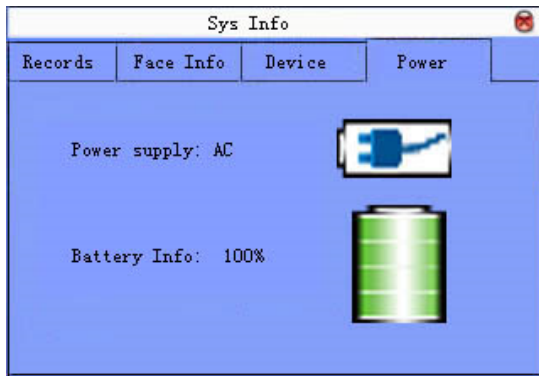 Sys Info
Records Face Info Device Power
Power supply: AC
Battery Info: 100%